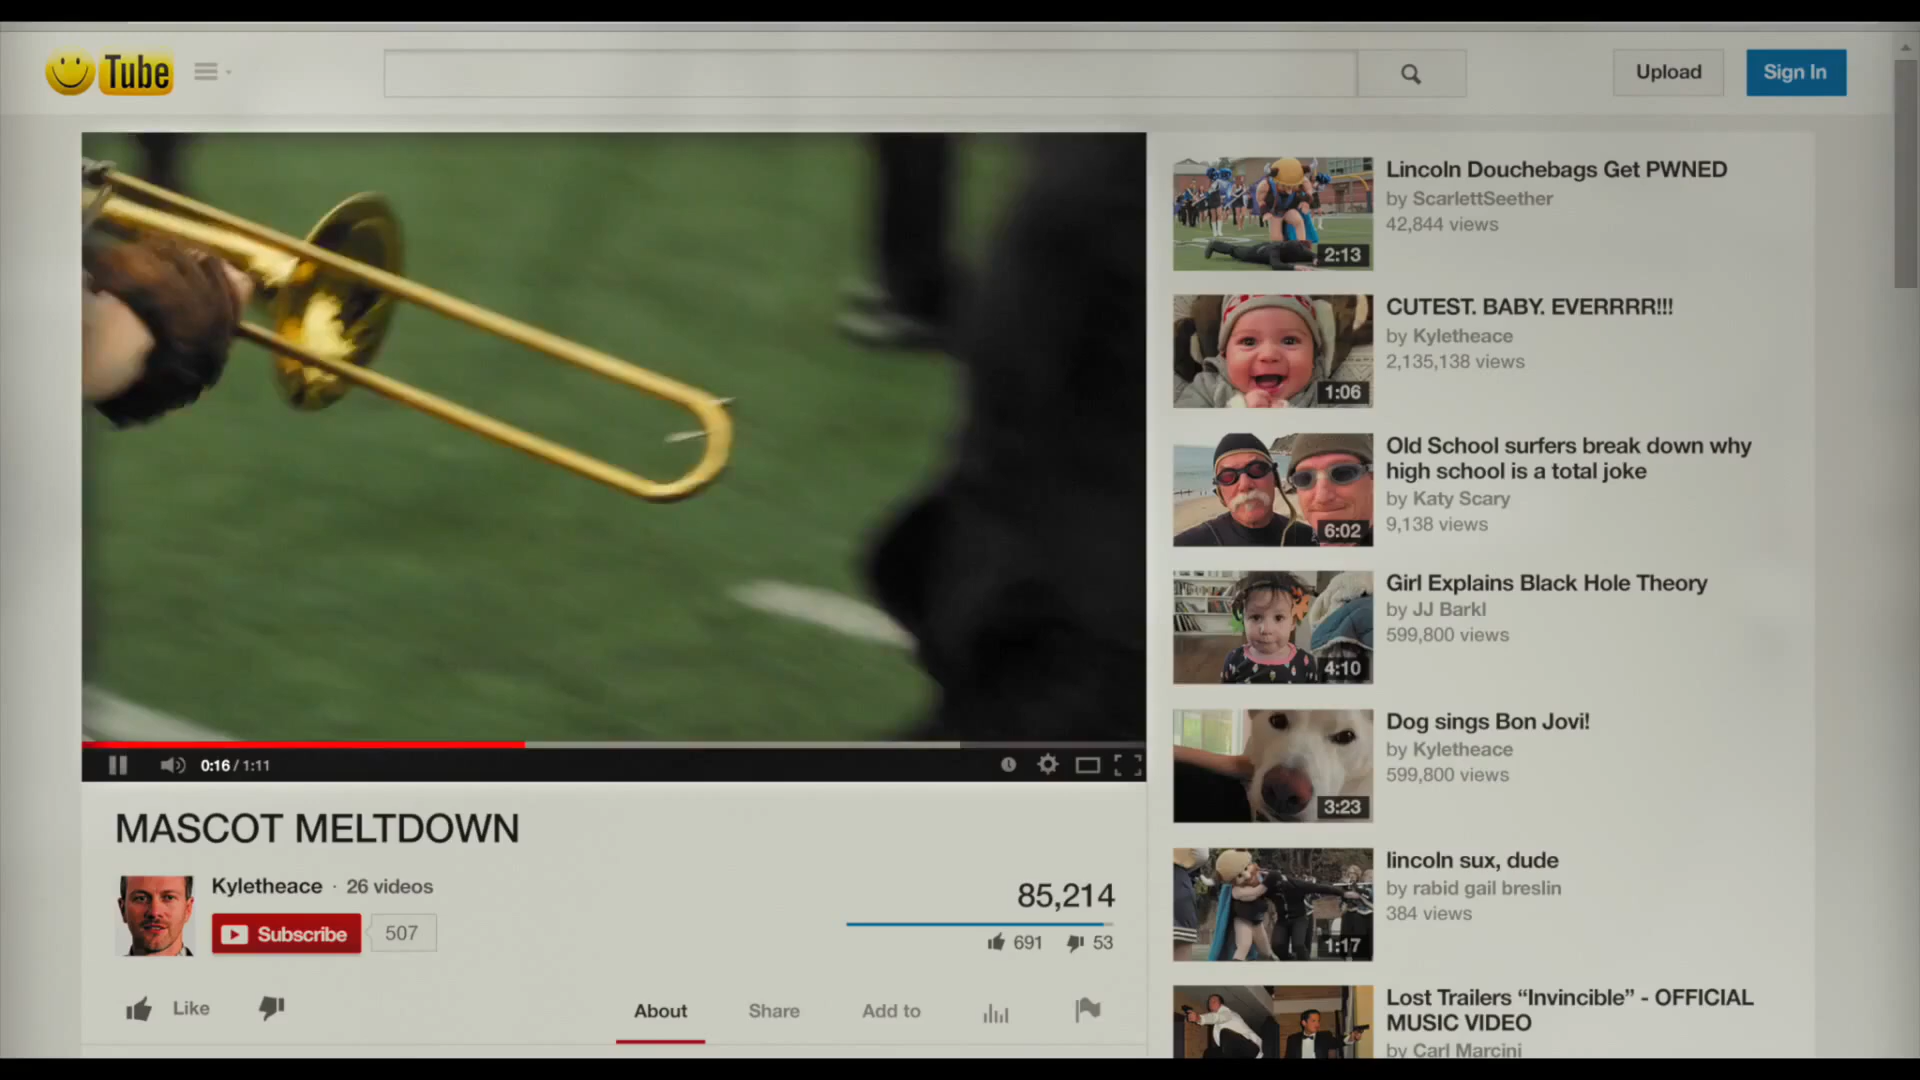 Tube
Upload
Sign In
0:16 / 1:11
MASCOT MELTDOWN
Kyletheace · 26 videos
Subscribe
507
85,214
691
53
Like
About
Share
Add to
Lincoln Douchebags Get PWNED
by ScarlettSeether
42,844 views
2:13
CUTEST. BABY. EVERRRR!!!
by Kyletheace
2,135,138 views
1:06
Old School surfers break down why
high school is a total joke
by Katy Scary
9,138 views
6:02
Girl Explains Black Hole Theory
by JJ Barkl
599,800 views
4:10
Dog sings Bon Jovi!
by Kyletheace
599,800 views
3:23
lincoln sux, dude
by rabid gail breslin
384 views
1:17
Lost Trailers “Invincible” - OFFICIAL
MUSIC VIDEO
by Carl Marcini